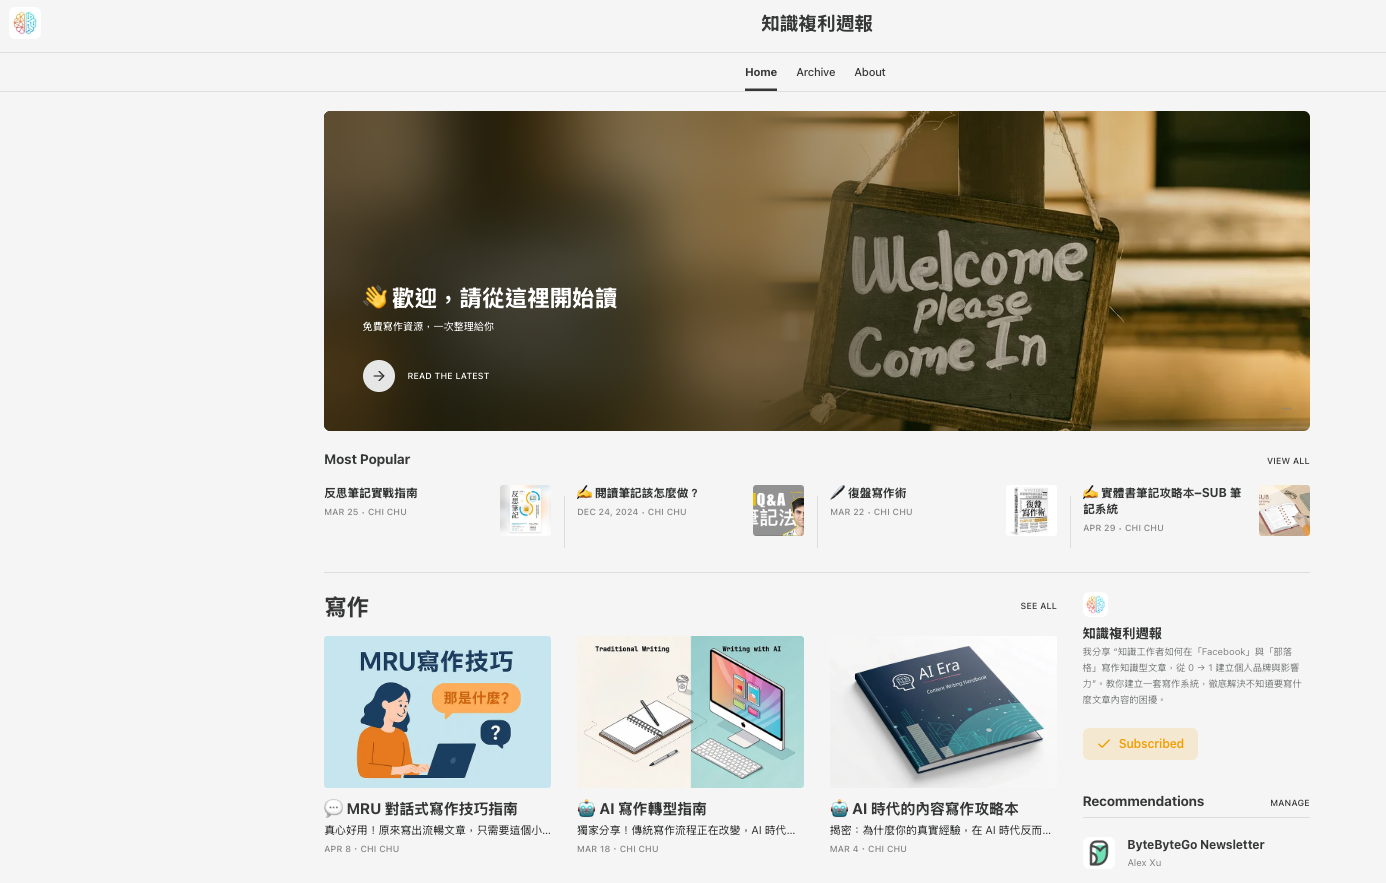 知識複利週報
Home
Archive
About
Welcome
please
Come In
👋 歡迎，請從這裡開始讀
免費寫作資源，一次整理給你
READ THE LATEST
Most Popular
VIEW ALL
反思筆記實戰指南
MAR 25 • CHI CHU
反思筆記
✍️ 閱讀筆記該怎麼做？
DEC 24, 2024 • CHI CHU
Q&A
筆記法
🖋️ 復盤寫作術
MAR 22 • CHI CHU
復盤
寫作術
✍️ 實體書筆記攻略本–SUB 筆
記系統
APR 29 • CHI CHU
SUB
寫作
SEE ALL
MRU寫作技巧
那是什麼?
?
💬 MRU 對話式寫作技巧指南
真心好用！原來寫出流暢文章，只需要這個小…
APR 8 • CHI CHU
Traditional Writing
Writing with AI
🤖 AI 寫作轉型指南
獨家分享！傳統寫作流程正在改變，AI 時代…
MAR 18 • CHI CHU
AI Era
Content Writing Handbook
🤖 AI 時代的內容寫作攻略本
揭密：為什麼你的真實經驗，在 AI 時代反而…
MAR 4 • CHI CHU
知識複利週報
我分享 “知識工作者如何在「Facebook」與「部落
格」寫作知識型文章，從 0 → 1 建立個人品牌與影響
力”。教你建立一套寫作系統，徹底解決不知道要寫什
麼文章內容的困擾。
Subscribed
Recommendations
MANAGE
ByteByteGo Newsletter
Alex Xu